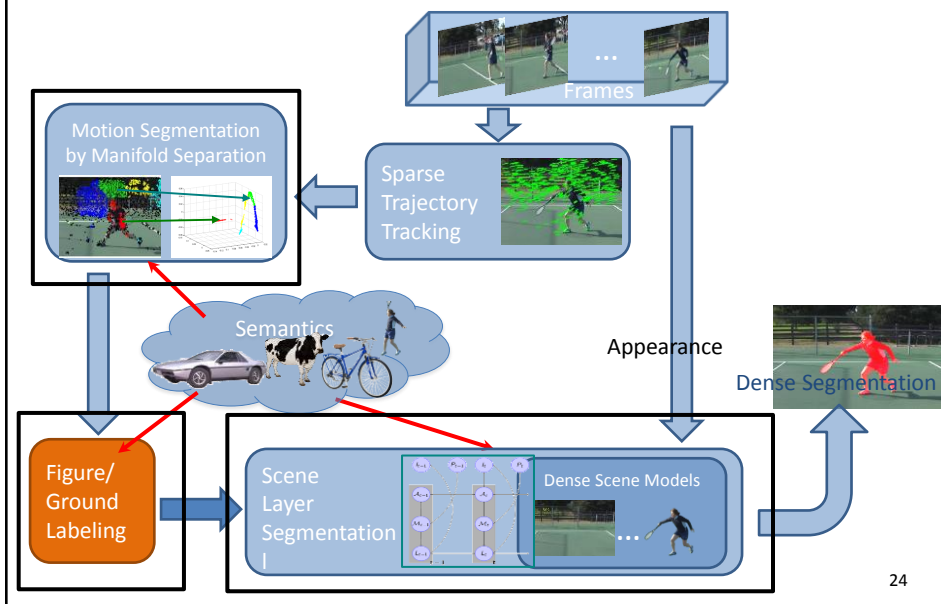 ...
Frames
Motion Segmentation
by Manifold Separation
Sparse
Trajectory
Tracking
Semantics
Appearance
Dense Segmentation
Figure/
Ground
Labeling
Scene
Layer
Segmentation
l
Dense Scene Models
...
24